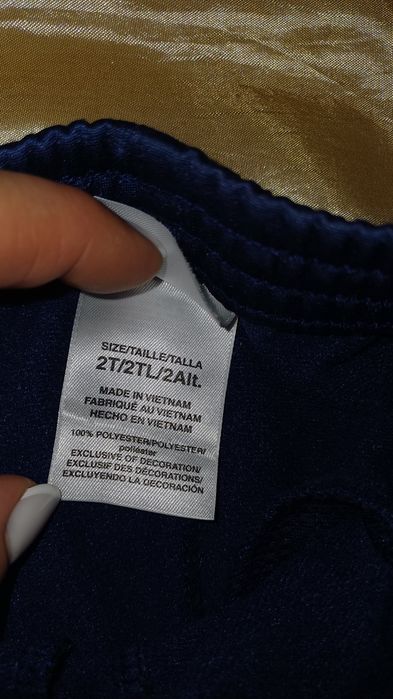 SIZE/TAILLE/TALLA
2T/2TL/2Alt.
MADE IN VIETNAM
FABRIQUÉ AU VIETNAM
HECHO EN VIETNAM
100% POLYESTER/POLYESTER/
poliéster
EXCLUSIVE OF DECORATION/
EXCLUSIF DES DÉCORATIONS/
EXCLUYENDO LA DECORACIÓN